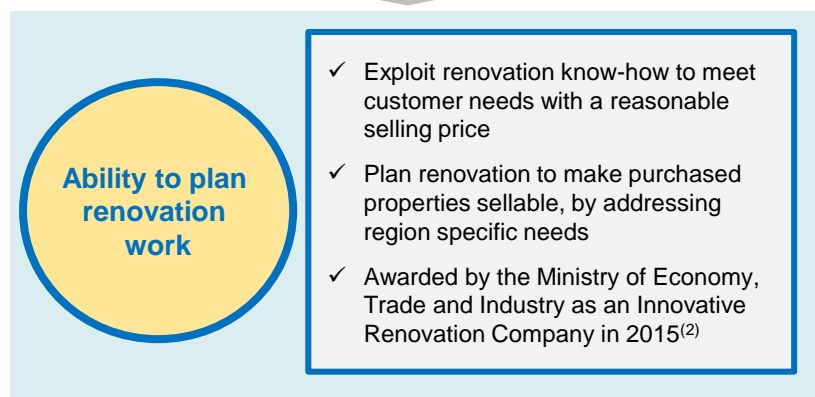 Ability to plan
renovation
work
✓ Exploit renovation know-how to meet
customer needs with a reasonable
selling price
✓ Plan renovation to make purchased
properties sellable, by addressing
region specific needs
✓ Awarded by the Ministry of Economy,
Trade and Industry as an Innovative
Renovation Company in 2015(2)